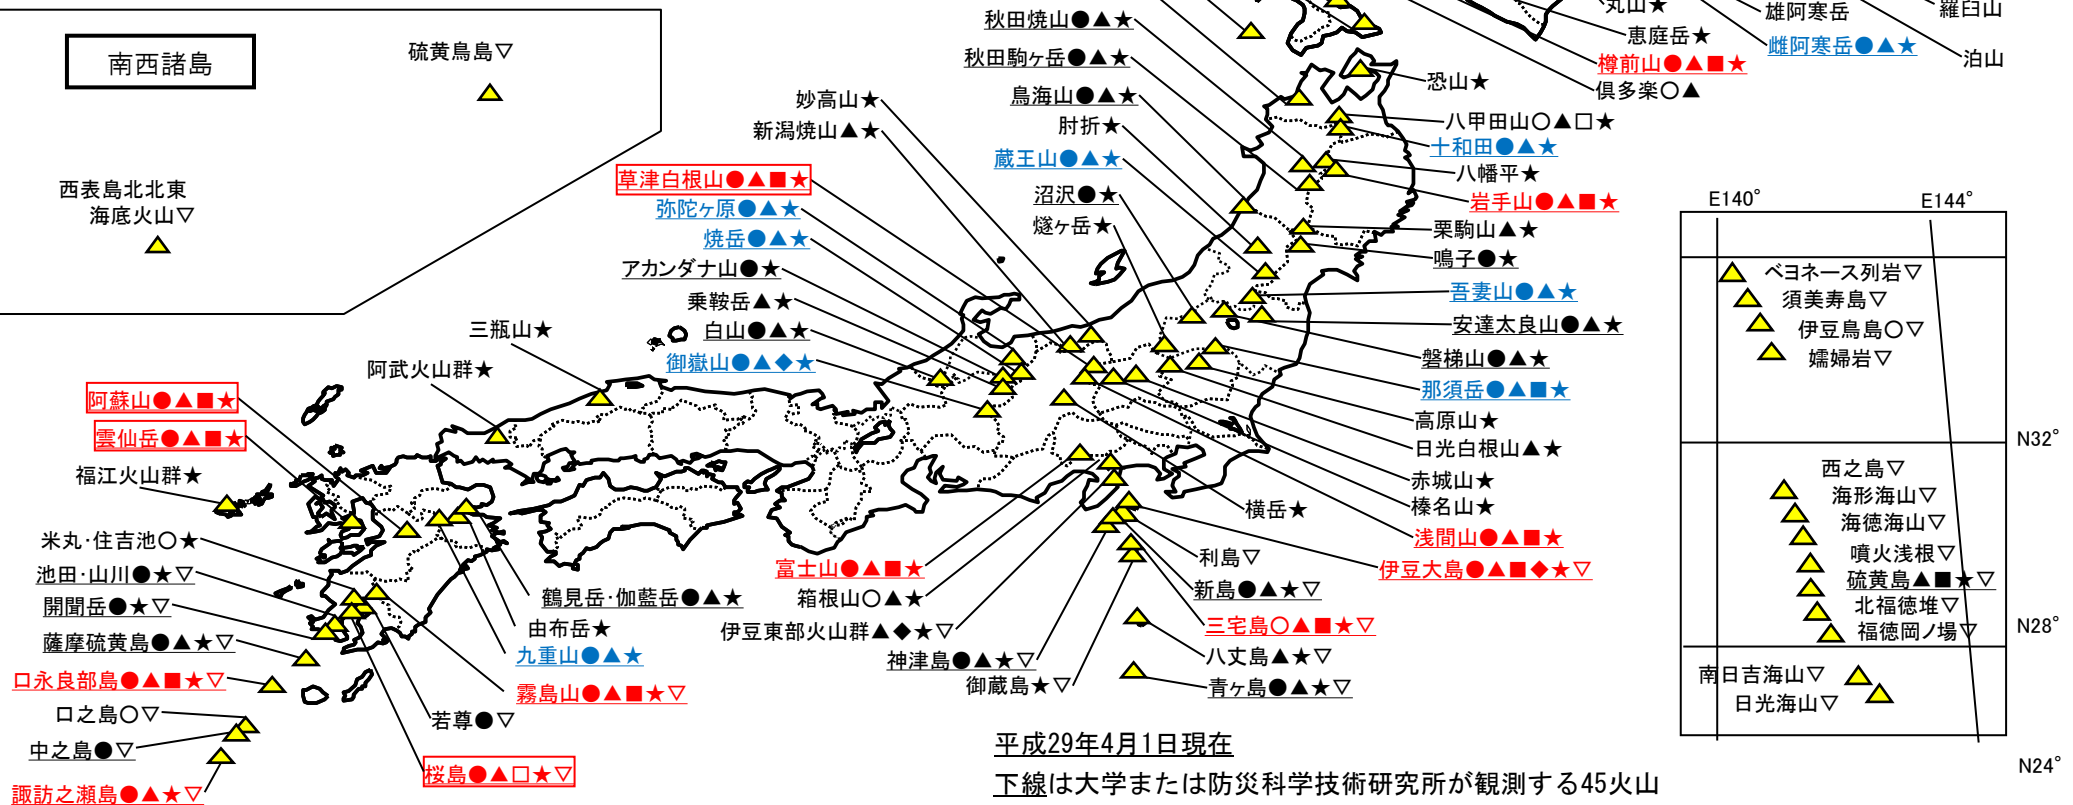 南西諸島
硫黄鳥島▽
西表島北北東
海底火山▽
秋田焼山●▲★
秋田駒ヶ岳●▲★
鳥海山●▲★
肘折★
蔵王山●▲★
沼沢●★
燧ヶ岳★
妙高山★
新潟焼山▲★
草津白根山●▲■★
弥陀ヶ原●▲★
焼岳●▲★
アカンダナ山●★
乗鞍岳▲★
白山●▲★
御嶽山●▲◆★
三瓶山★
阿武火山群★
阿蘇山●▲■★
雲仙岳●▲■★
福江火山群★
米丸・住吉池○★
池田・山川●★▽
開聞岳●★▽
薩摩硫黄島●▲★▽
口永良部島●▲■★▽
口之島○▽
中之島●▽
諏訪之瀬島●▲★▽
鶴見岳・伽藍岳●▲★
由布岳★
九重山●▲★
霧島山●▲■★▽
若尊●▽
桜島●▲□★▽
丸山★
恵庭岳★
樽前山●▲■★
倶多楽○▲
雄阿寒岳
雌阿寒岳●▲★
羅臼山
泊山
恐山★
八甲田山○▲□★
十和田●▲★
八幡平★
岩手山●▲■★
栗駒山▲★
鳴子●★
吾妻山●▲★
安達太良山●▲★
磐梯山●▲★
那須岳●▲■★
高原山★
日光白根山▲★
赤城山★
榛名山★
浅間山●▲■★
横岳★
伊豆大島●▲■◆★▽
利島▽
新島●▲★▽
三宅島○▲■★▽
八丈島▲★▽
青ヶ島●▲★▽
富士山●▲■★
箱根山○▲★
伊豆東部火山群▲◆★▽
神津島●▲★▽
御蔵島★▽
E140°
E144°
ベヨネース列岩▽
須美寿島▽
伊豆鳥島○▽
孀婦岩▽
N32°
西之島▽
海形海山▽
海徳海山▽
噴火浅根▽
硫黄島▲■★▽
北福徳堆▽
福徳岡ノ場▽
N28°
南日吉海山▽
日光海山▽
N24°
平成29年4月1日現在
下線は大学または防災科学技術研究所が観測する45火山